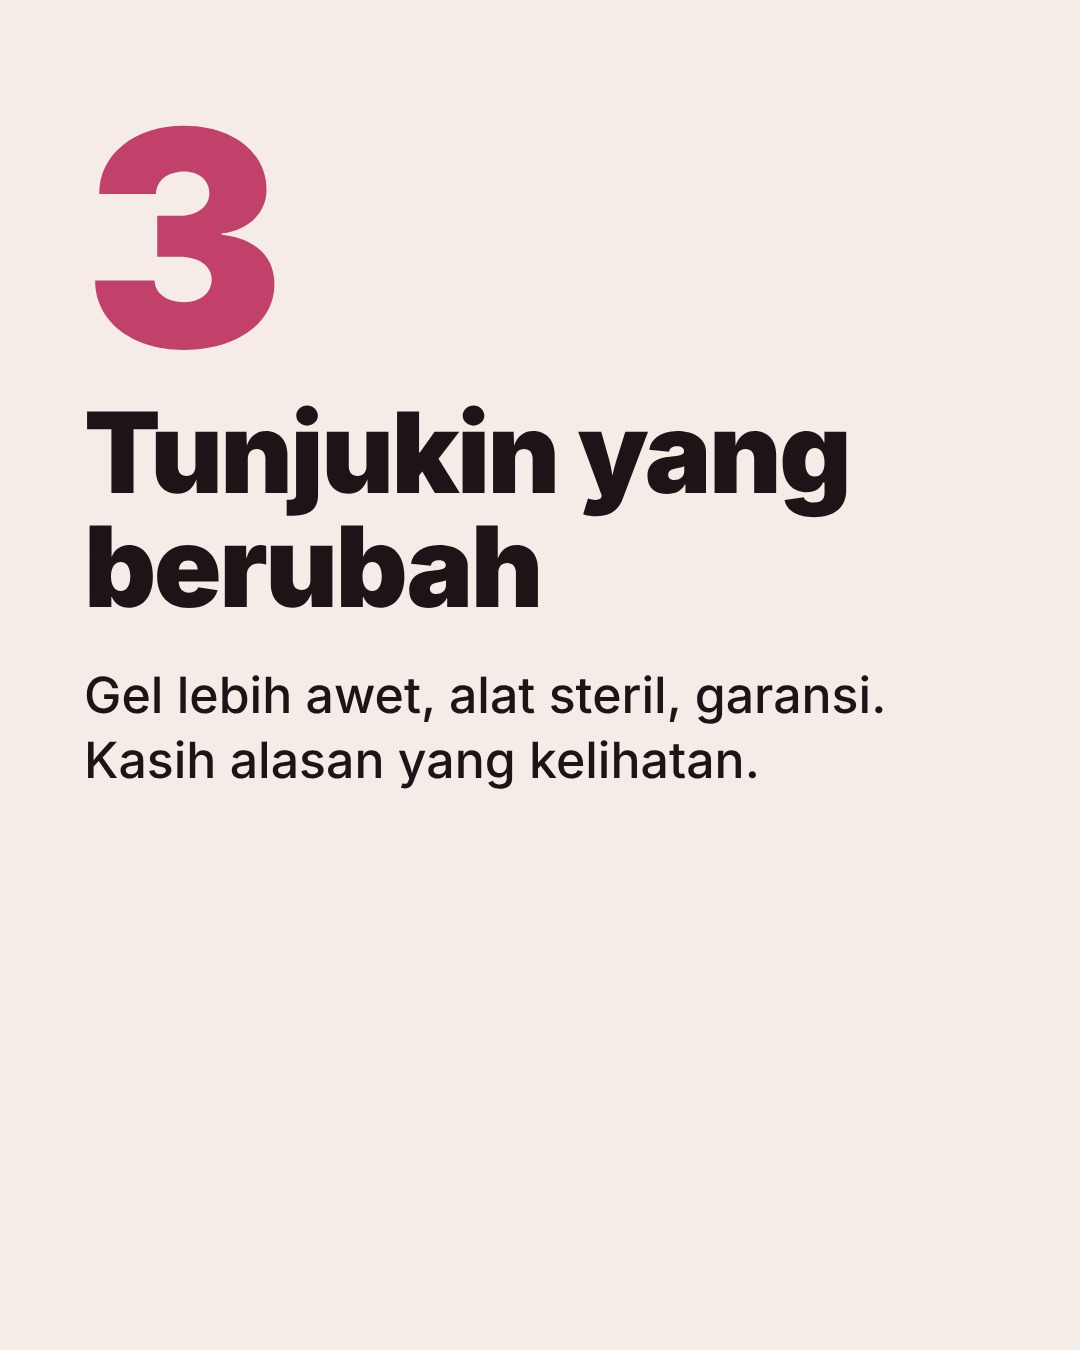 3
Tunjukin yang
berubah
Gel lebih awet, alat steril, garansi.
Kasih alasan yang kelihatan.